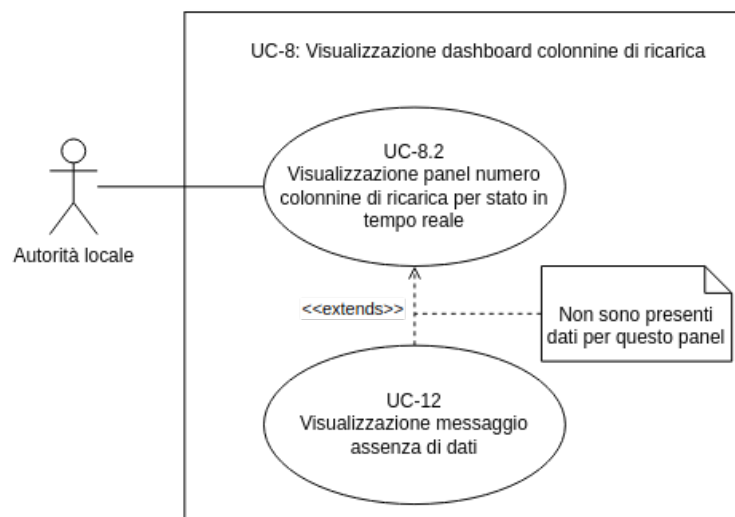 UC-8: Visualizzazione dashboard colonnine di ricarica
UC-8.2
Visualizzazione panel numero
colonnine di ricarica per stato in
tempo reale
Autorità locale
<<extends>>
Non sono presenti
dati per questo panel
UC-12
Visualizzazione messaggio
assenza di dati